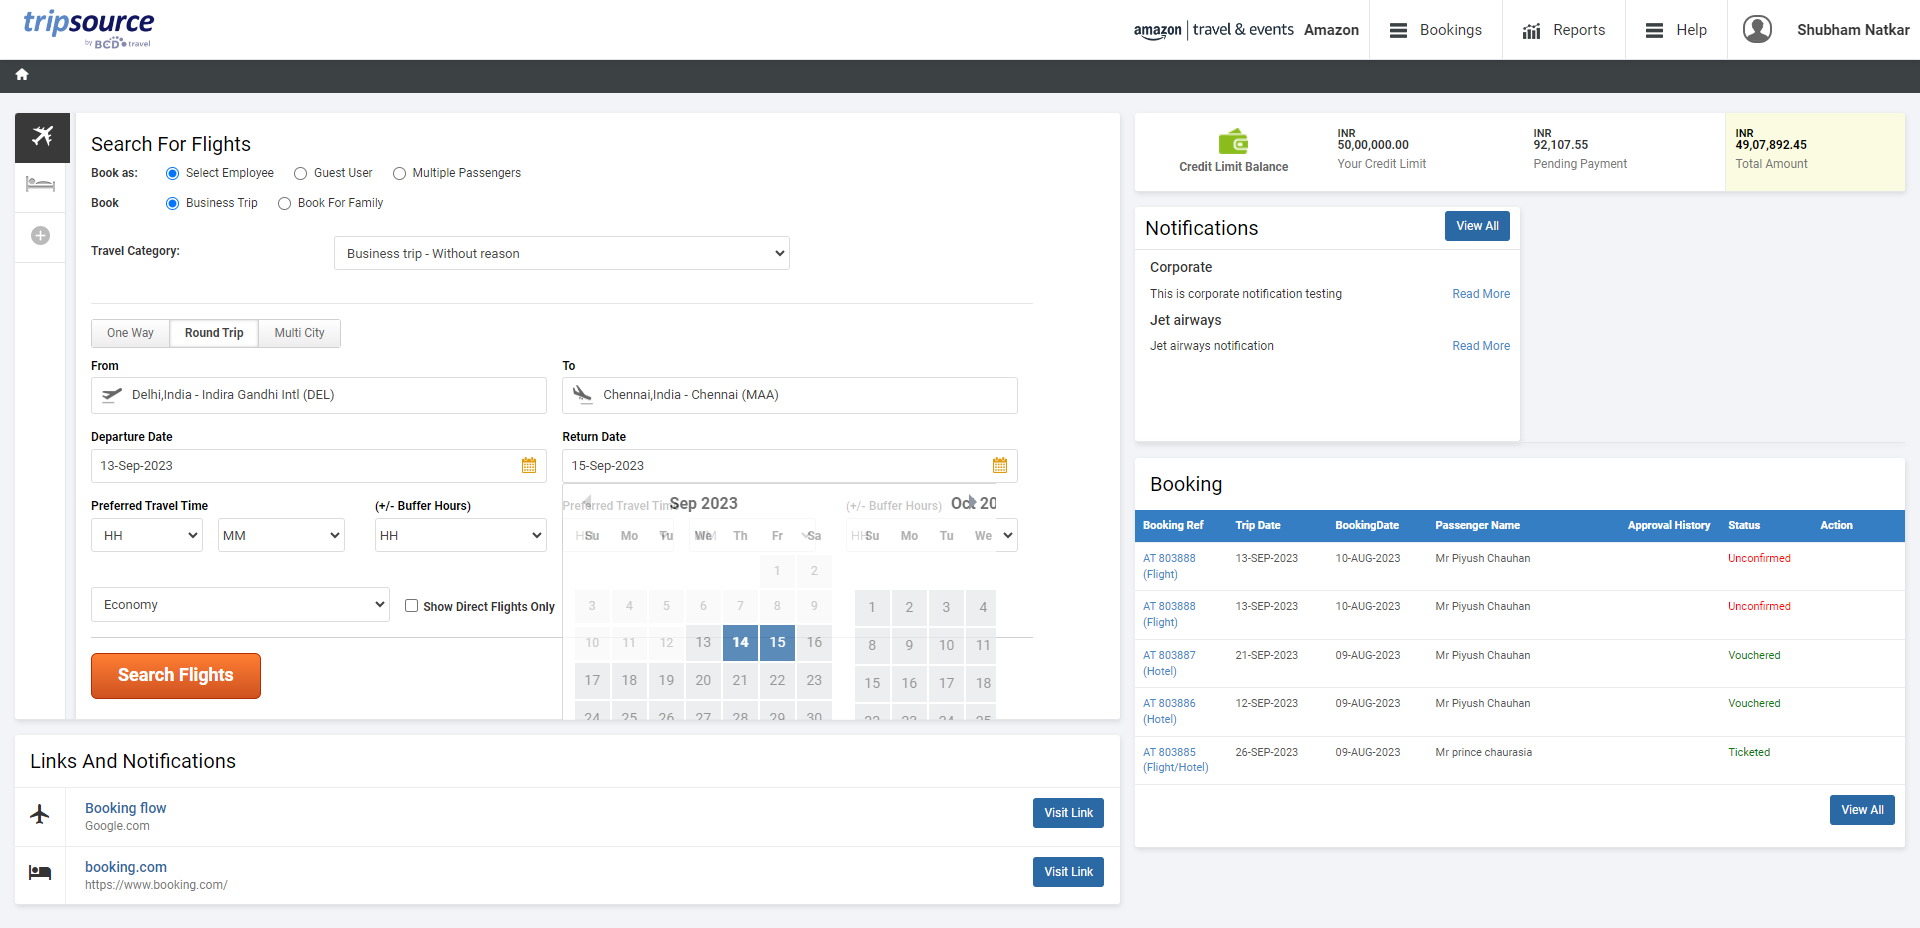 tripsource
by BCD travel
amazon | travel & events Amazon
Bookings
Reports
Help
Shubham Natkar
Search For Flights
Book as: Select Employee Guest User Multiple Passengers
Book Business Trip Book For Family
Travel Category: Business trip - Without reason
One Way Round Trip Multi City
From To
Delhi,India - Indira Gandhi Intl (DEL) Chennai,India - Chennai (MAA)
Departure Date Return Date
13-Sep-2023 15-Sep-2023
Preferred Travel Time (+/- Buffer Hours) Preferred Travel Time (+/- Buffer Hours)
HH MM HH
Sep 2023 Oct 20
Su Mo Tu We Th Fr Sa Su Mo Tu We
1 2
3 4 5 6 7 8 9 1 2 3 4
10 11 12 13 14 15 16 8 9 10 11
17 18 19 20 21 22 23 15 16 17 18
24 25 26 27 28 29 30 22 23 24 25
Economy Show Direct Flights Only
Search Flights
Links And Notifications
Booking flow
Google.com
Visit Link
booking.com
https://www.booking.com/
Visit Link
Credit Limit Balance
INR
50,00,000.00
Your Credit Limit
INR
92,107.55
Pending Payment
INR
49,07,892.45
Total Amount
Notifications View All
Corporate
This is corporate notification testing Read More
Jet airways
Jet airways notification Read More
Booking
Booking Ref Trip Date BookingDate Passenger Name Approval History Status Action
AT 803888 13-SEP-2023 10-AUG-2023 Mr Piyush Chauhan Unconfirmed
(Flight)
AT 803888 13-SEP-2023 10-AUG-2023 Mr Piyush Chauhan Unconfirmed
(Flight)
AT 803887 21-SEP-2023 09-AUG-2023 Mr Piyush Chauhan Vouchered
(Hotel)
AT 803886 12-SEP-2023 09-AUG-2023 Mr Piyush Chauhan Vouchered
(Hotel)
AT 803885 26-SEP-2023 09-AUG-2023 Mr prince chaurasia Ticketed
(Flight/Hotel)
View All